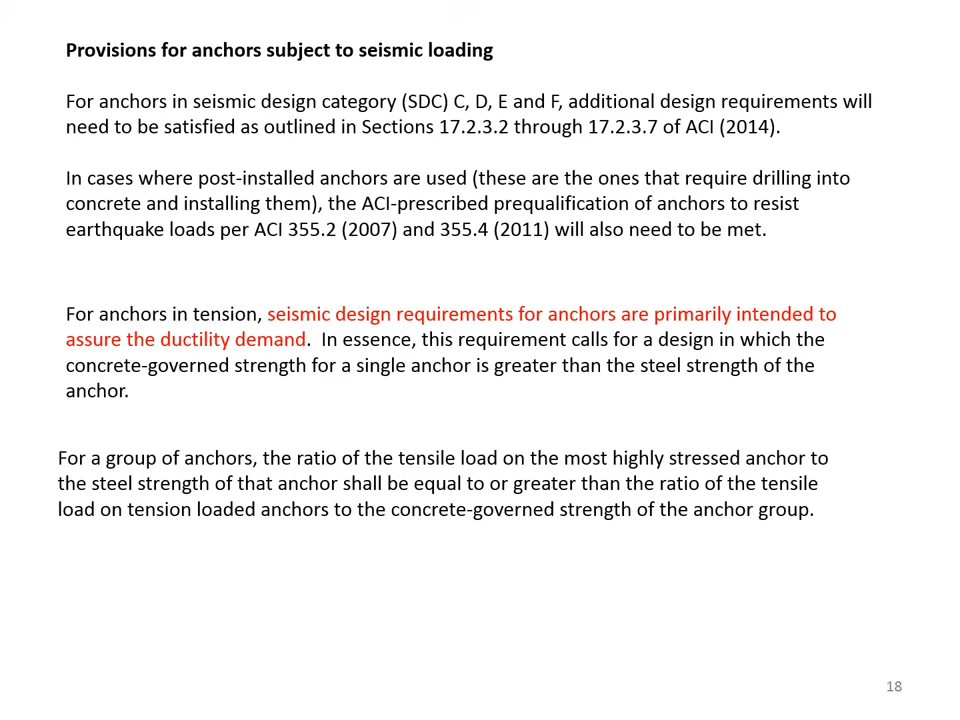 Provisions for anchors subject to seismic loading
For anchors in seismic design category (SDC) C, D, E and F, additional design requirements will
need to be satisfied as outlined in Sections 17.2.3.2 through 17.2.3.7 of ACI (2014).
In cases where post-installed anchors are used (these are the ones that require drilling into
concrete and installing them), the ACI-prescribed prequalification of anchors to resist
earthquake loads per ACI 355.2 (2007) and 355.4 (2011) will also need to be met.
For anchors in tension, seismic design requirements for anchors are primarily intended to
assure the ductility demand.  In essence, this requirement calls for a design in which the
concrete-governed strength for a single anchor is greater than the steel strength of the
anchor.
For a group of anchors, the ratio of the tensile load on the most highly stressed anchor to
the steel strength of that anchor shall be equal to or greater than the ratio of the tensile
load on tension loaded anchors to the concrete-governed strength of the anchor group.
18